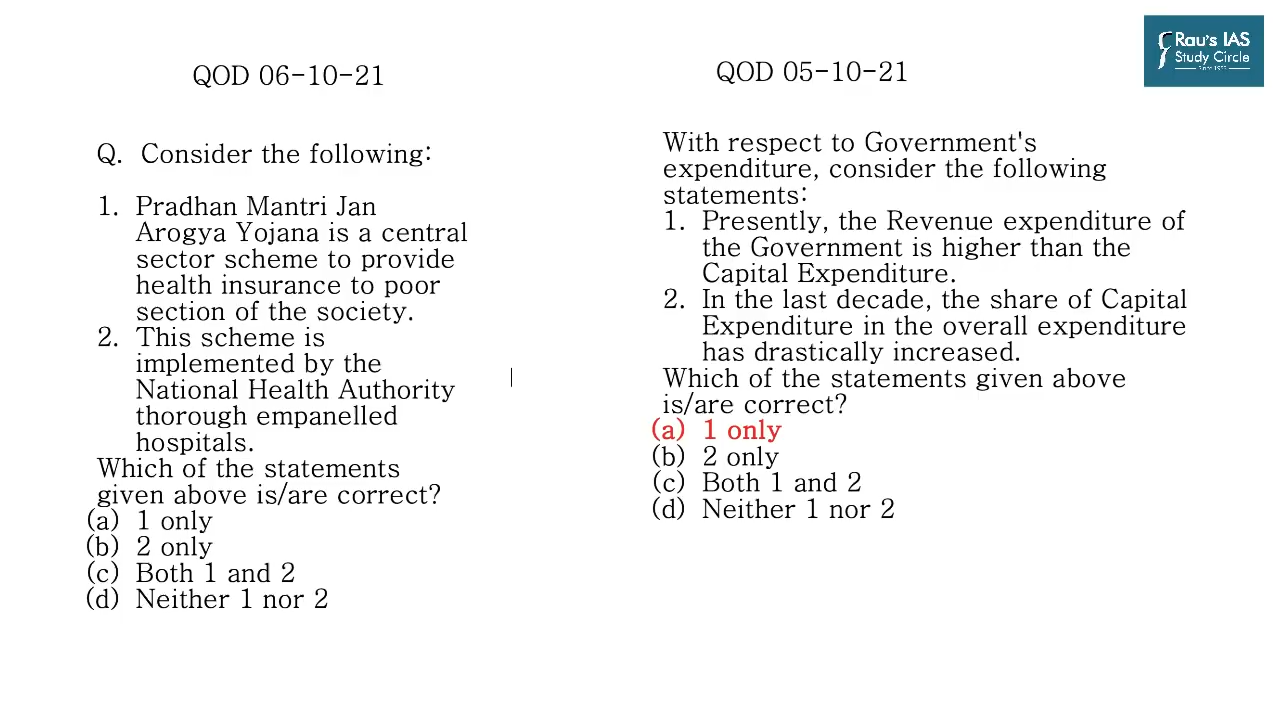 Rau's IAS
Study Circle
QOD 06-10-21
Q. Consider the following:
1. Pradhan Mantri Jan
Arogya Yojana is a central
sector scheme to provide
health insurance to poor
section of the society.
2. This scheme is
implemented by the
National Health Authority
thorough empanelled
hospitals.
Which of the statements
given above is/are correct?
(a) 1 only
(b) 2 only
(c) Both 1 and 2
(d) Neither 1 nor 2
QOD 05-10-21
With respect to Government's
expenditure, consider the following
statements:
1. Presently, the Revenue expenditure of
the Government is higher than the
Capital Expenditure.
2. In the last decade, the share of Capital
Expenditure in the overall expenditure
has drastically increased.
Which of the statements given above
is/are correct?
(a) 1 only
(b) 2 only
(c) Both 1 and 2
(d) Neither 1 nor 2